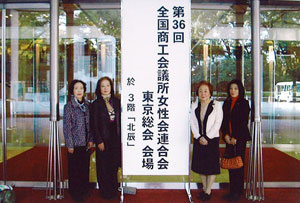 第36回
全国商工会議所女性会連合会
東京総会 会場
於 3階「北辰」